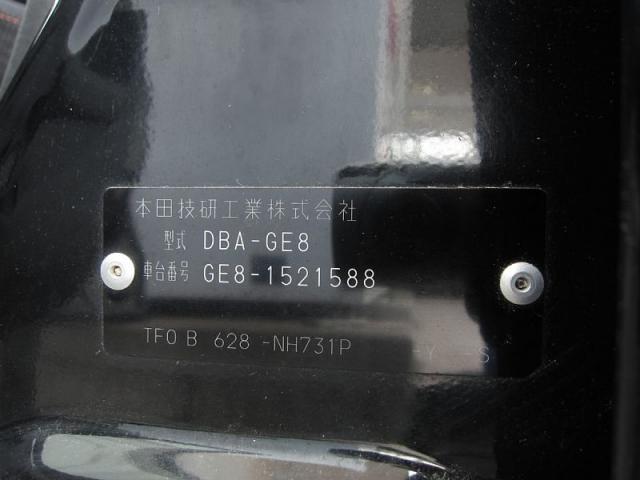 本田技研工業株式会社
型式 DBA-GE8
車台番号 GE8-1521588
TF0 B 628 -NH731P -Y -S